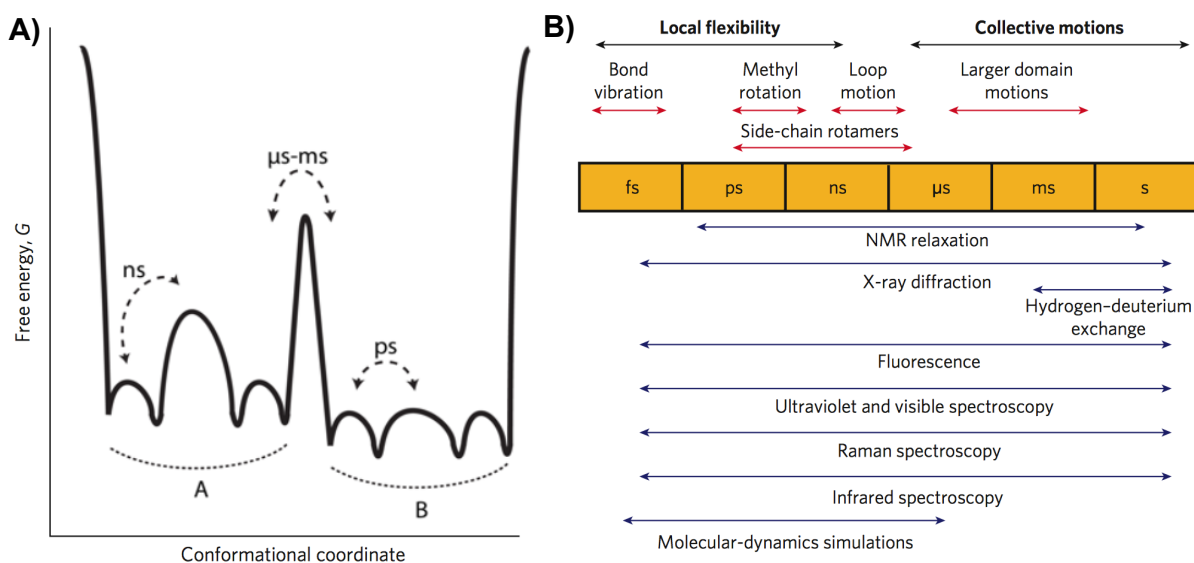 A)
μs-ms
ns
ps
A
B
Free energy, G
Conformational coordinate
B)
Local flexibility
Collective motions
Bond
vibration
Methyl
rotation
Loop
motion
Larger domain
motions
Side-chain rotamers
fs
ps
ns
μs
ms
s
NMR relaxation
X-ray diffraction
Hydrogen–deuterium
exchange
Fluorescence
Ultraviolet and visible spectroscopy
Raman spectroscopy
Infrared spectroscopy
Molecular-dynamics simulations